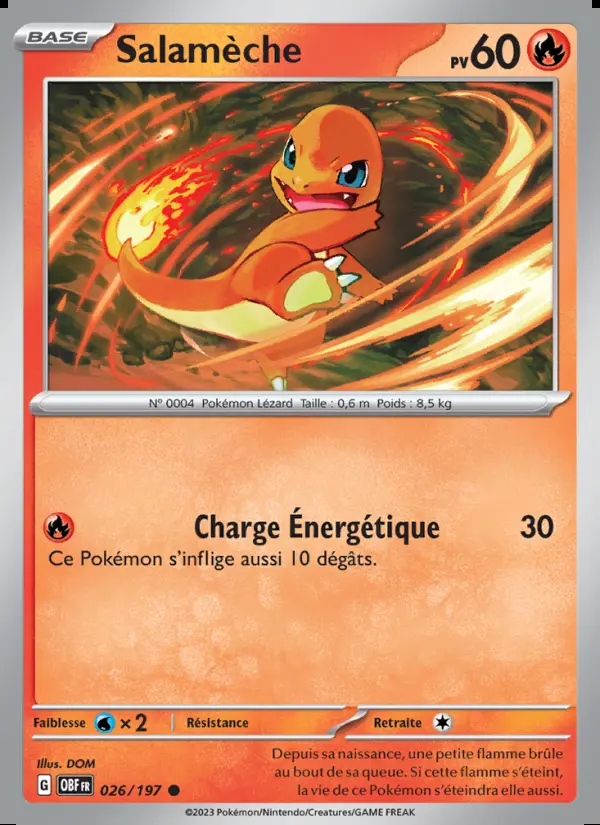 BASE Salamèche PV60
N° 0004 Pokémon Lézard Taille : 0,6 m Poids : 8,5 kg
Charge Énergétique 30
Ce Pokémon s'inflige aussi 10 dégâts.
Faiblesse ×2 Résistance Retraite
Illus. DOM
G OBF FR 026/197
Depuis sa naissance, une petite flamme brûle
au bout de sa queue. Si cette flamme s'éteint,
la vie de ce Pokémon s'éteindra elle aussi.
©2023 Pokémon/Nintendo/Creatures/GAME FREAK